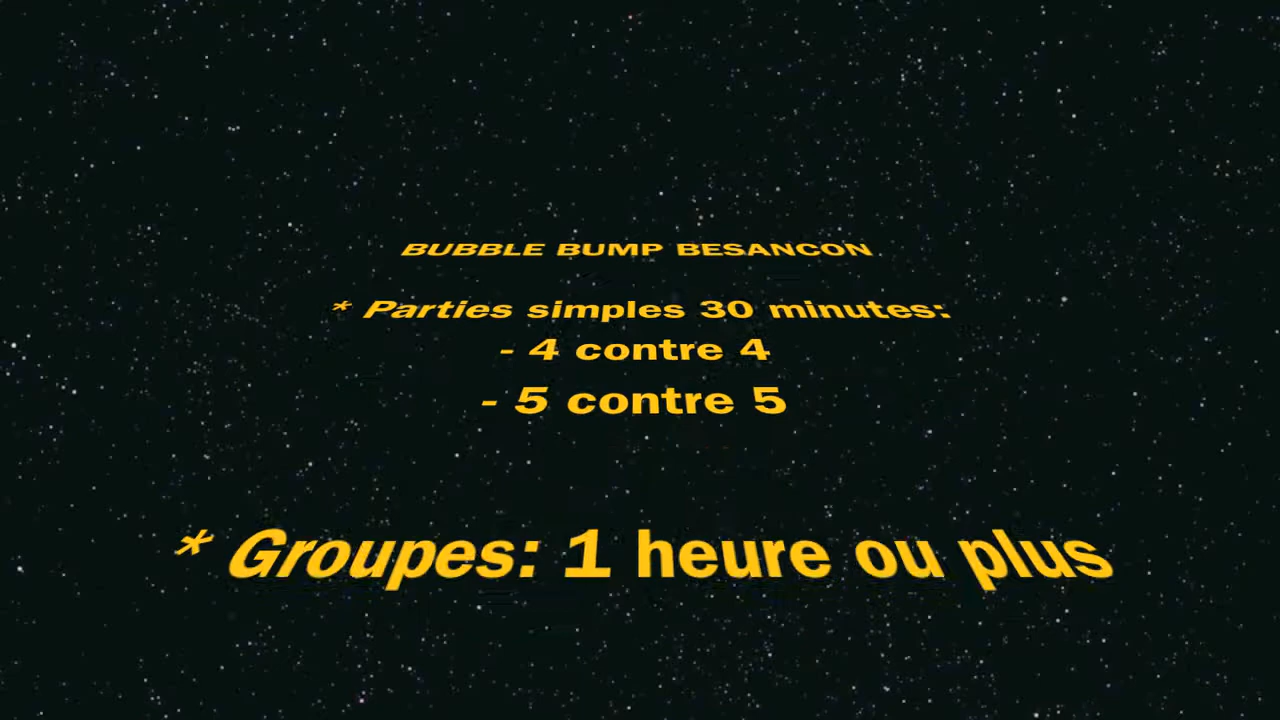 BUBBLE BUMP BESANCON
* Parties simples 30 minutes:
- 4 contre 4
- 5 contre 5
* Groupes: 1 heure ou plus